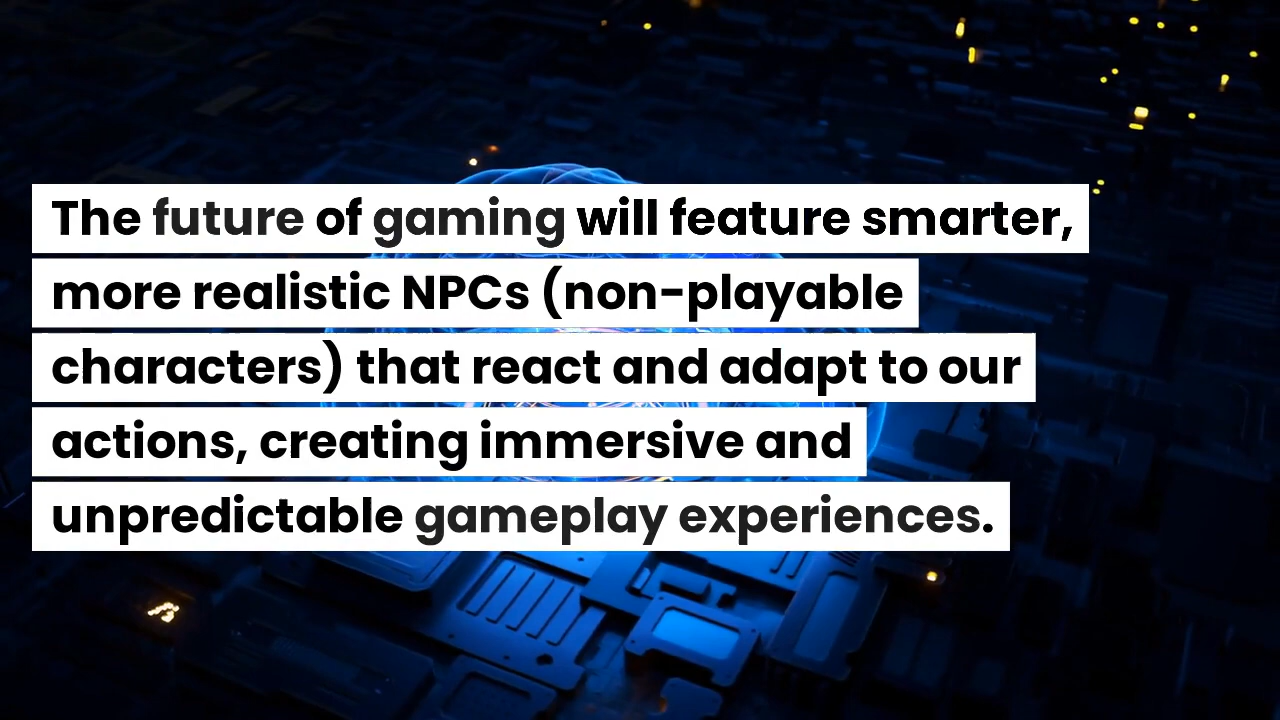 The future of gaming will feature smarter,
more realistic NPCs (non-playable
characters) that react and adapt to our
actions, creating immersive and
unpredictable gameplay experiences.